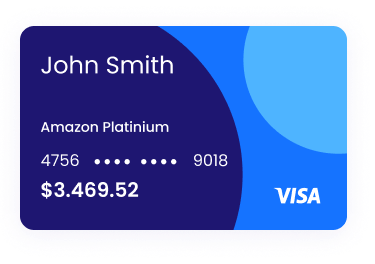 John Smith
Amazon Platinium
4756 •••• •••• 9018
$3.469.52
VISA